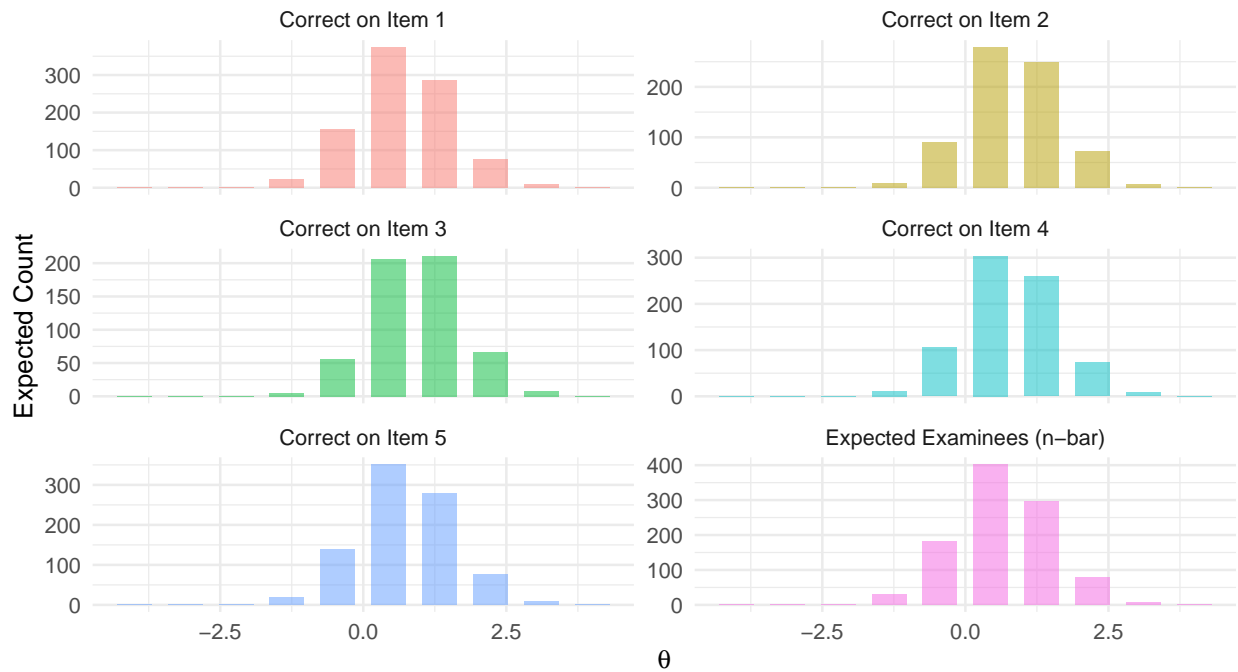 Correct on Item 1
Correct on Item 2
300
200
100
0
200
100
0
Correct on Item 3
Correct on Item 4
200
150
100
50
0
300
200
100
0
Correct on Item 5
Expected Examinees (n−bar)
300
200
100
0
400
300
200
100
0
−2.5 0.0 2.5
−2.5 0.0 2.5
Expected Count
θ